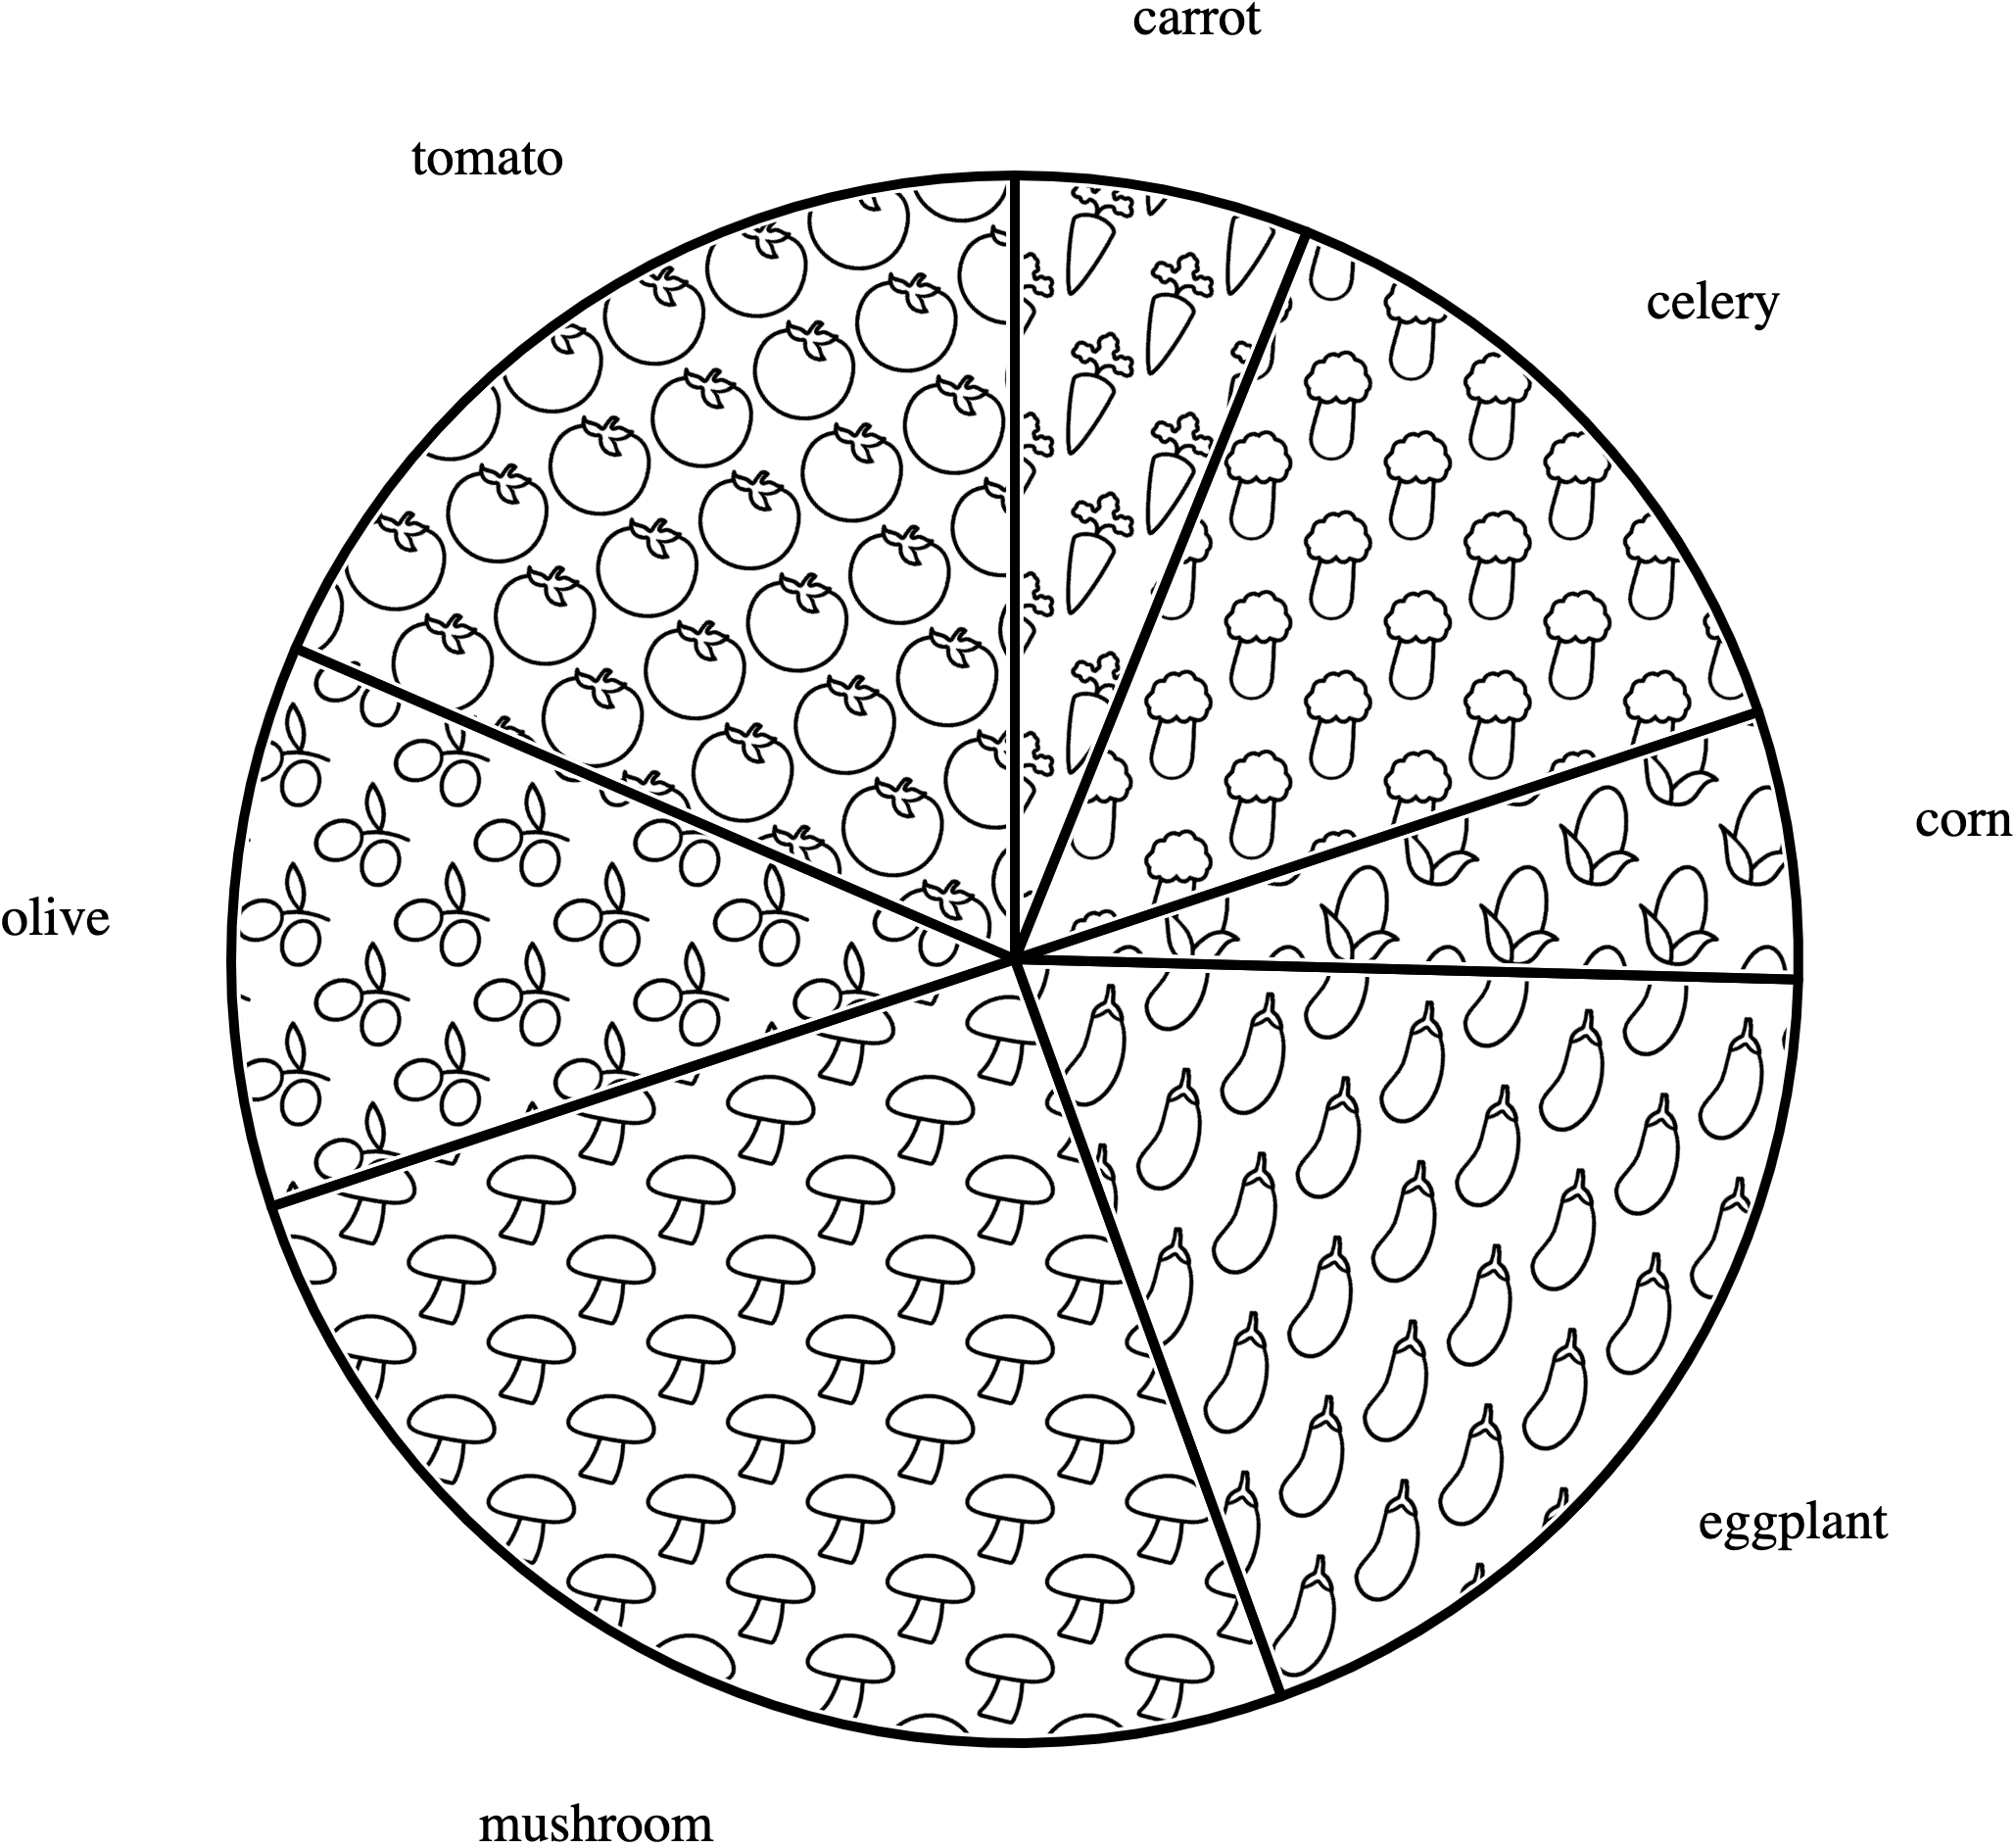 carrot
tomato
celery
corn
olive
eggplant
mushroom